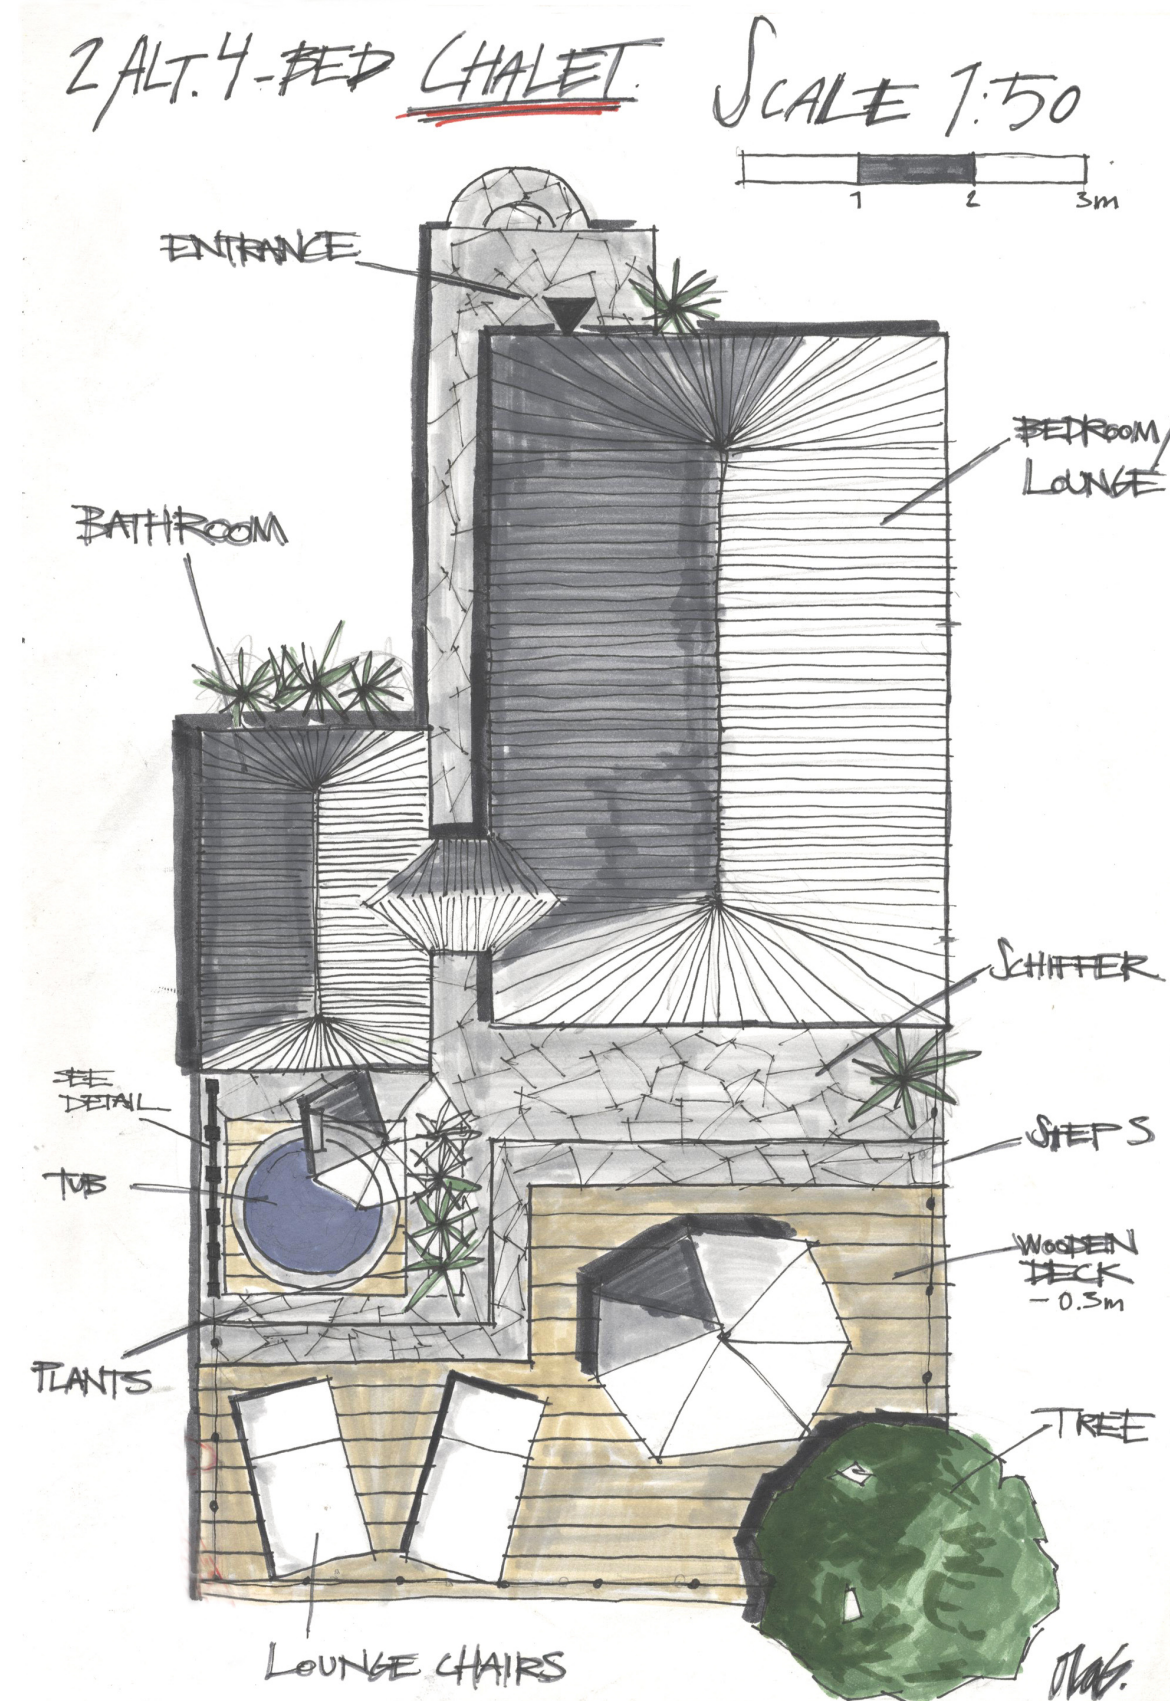 2 ALT. 4-BED CHALET. SCALE 1:50
1 2 3m
ENTRANCE
BEDROOM/
LOUNGE
BATHROOM
SCHIFFER
SEE
DETAIL
STEPS
TUB
WOODEN
DECK
- 0.3m
PLANTS
TREE
LOUNGE CHAIRS